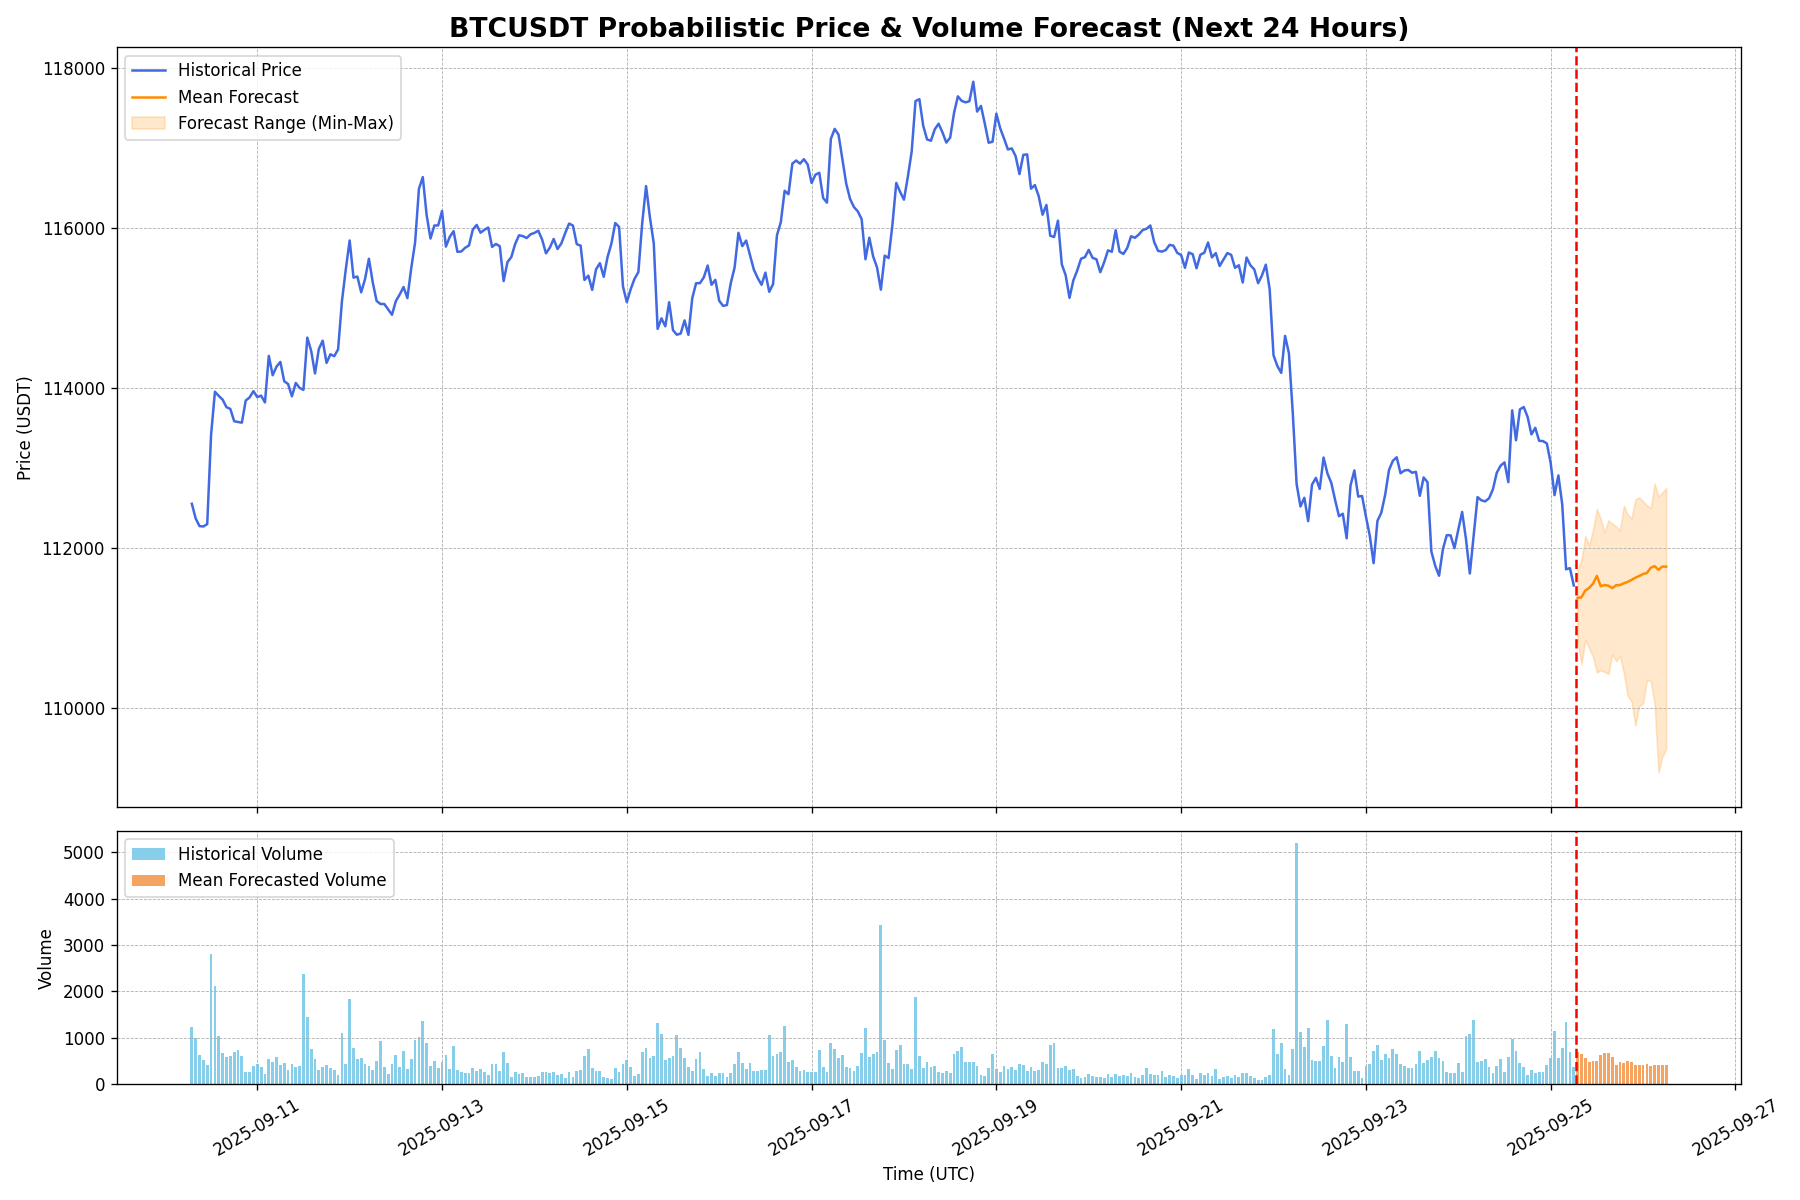 BTCUSDT Probabilistic Price & Volume Forecast (Next 24 Hours)
Historical Price
Mean Forecast
Forecast Range (Min-Max)
118000
116000
114000
112000
110000
Price (USDT)
Historical Volume
Mean Forecasted Volume
5000
4000
3000
2000
1000
0
Volume
2025-09-11
2025-09-13
2025-09-15
2025-09-17
2025-09-19
2025-09-21
2025-09-23
2025-09-25
2025-09-27
Time (UTC)